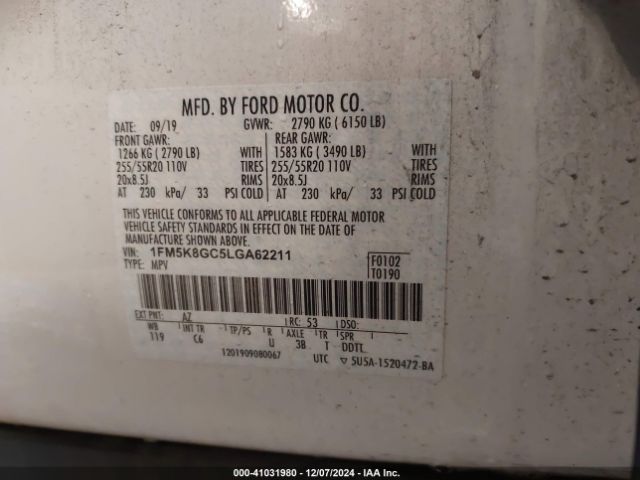 MFD. BY FORD MOTOR CO.
DATE: 09/19 GVWR: 2790 KG ( 6150 LB)
FRONT GAWR: REAR GAWR:
1266 KG ( 2790 LB) WITH 1583 KG ( 3490 LB) WITH
255/55R20 110V TIRES 255/55R20 110V TIRES
20x8.5J RIMS 20x8.5J RIMS
AT 230 kPa/ 33 PSI COLD AT 230 kPa/ 33 PSI COLD
THIS VEHICLE CONFORMS TO ALL APPLICABLE FEDERAL MOTOR
VEHICLE SAFETY STANDARDS IN EFFECT ON THE DATE OF
MANUFACTURE SHOWN ABOVE.
VIN: 1FM5K8GC5LGA62211 F0102
TYPE: MPV T0190
EXT PNT: AZ RC: 53 DSO:
WB INT TR TP/PS R AXLE TR SPR
119 C6 U 3B T DDTL
1201909080067 UTC 5U5A-1520472-BA
000-41031980 - 12/07/2024 - IAA Inc.